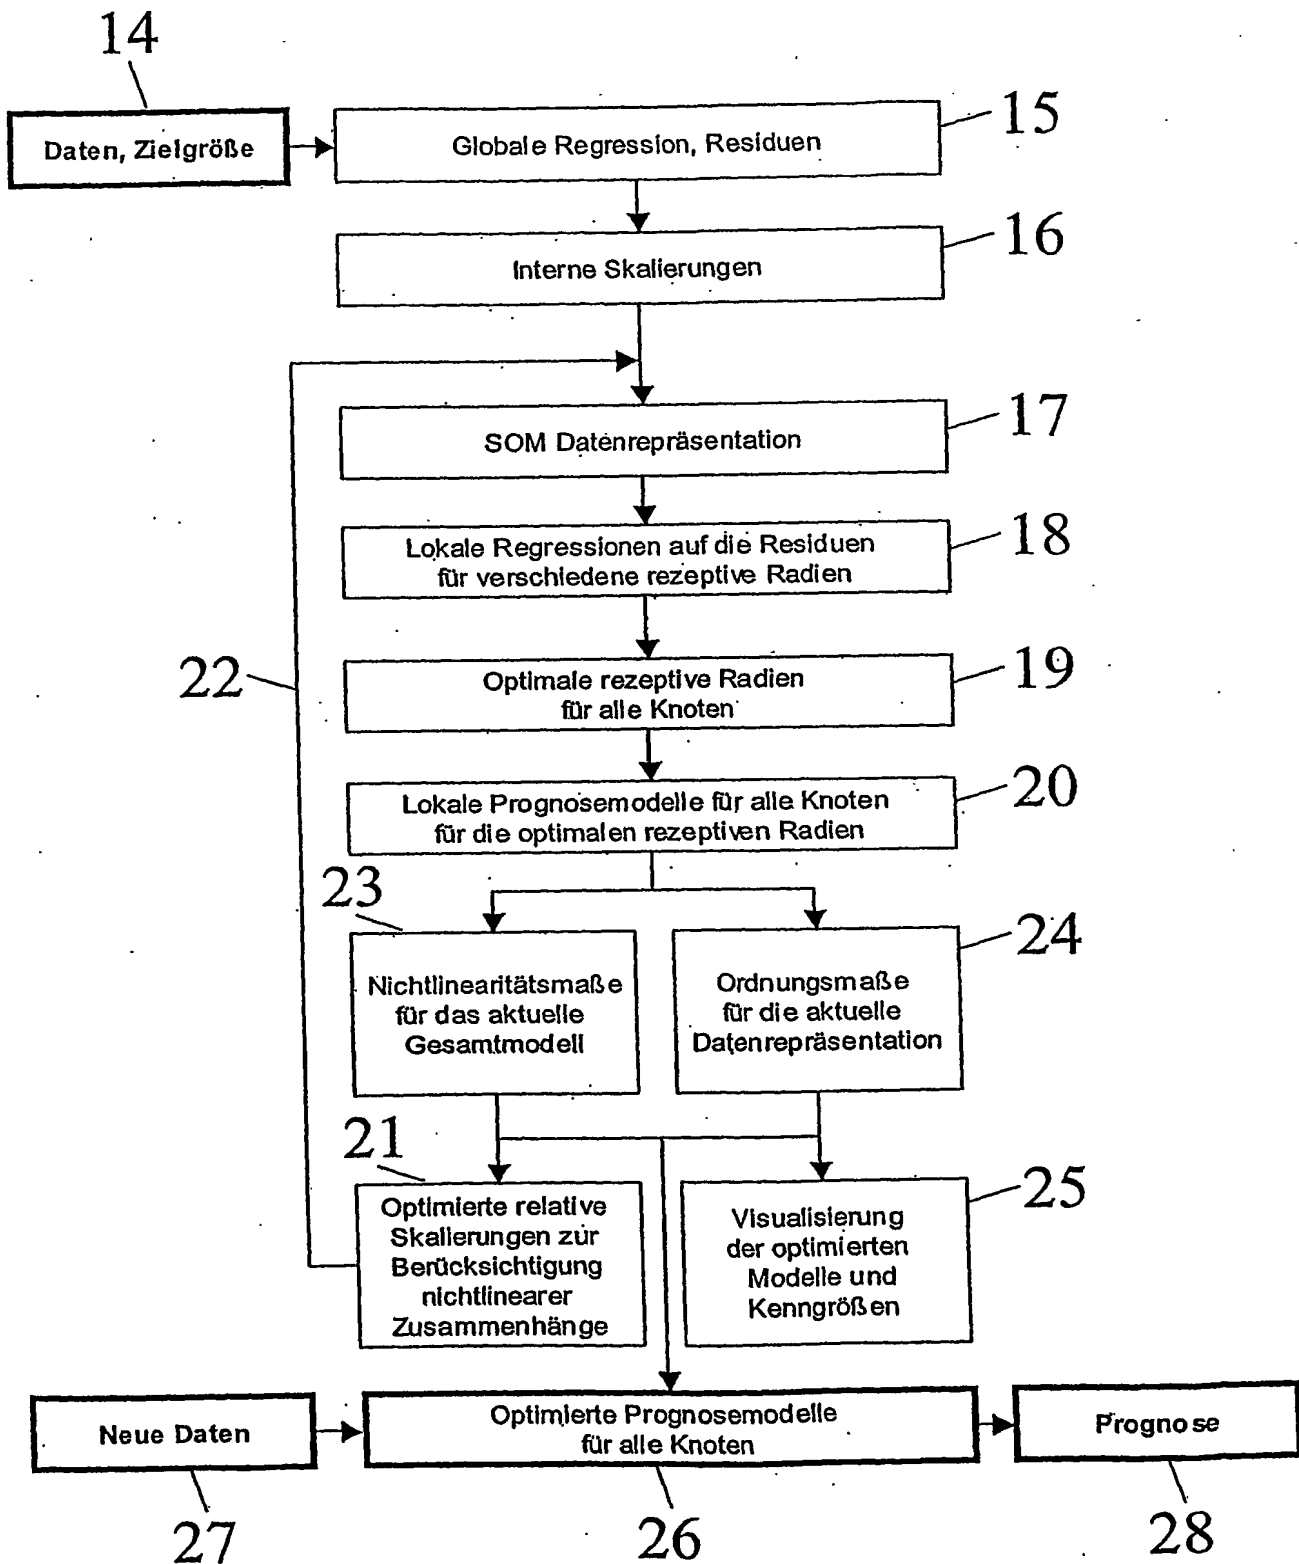 14
Daten, Zielgröße
Globale Regression, Residuen
15
Interne Skalierungen
16
SOM Datenrepräsentation
17
Lokale Regressionen auf die Residuen
für verschiedene rezeptive Radien
18
22
Optimale rezeptive Radien
für alle Knoten
19
Lokale Prognosemodelle für alle Knoten
für die optimalen rezeptiven Radien
20
23
Nichtlinearitätsmaße
für das aktuelle
Gesamtmodell
Ordnungsmaße
für die aktuelle
Datenrepräsentation
24
21
Optimierte relative
Skalierungen zur
Berücksichtigung
nichtlinearer
Zusammenhänge
Visualisierung
der optimierten
Modelle und
Kenngrößen
25
Neue Daten
Optimierte Prognosemodelle
für alle Knoten
Prognose
27
26
28